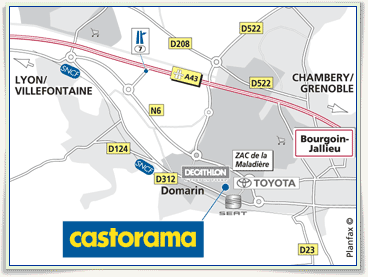 D522
D208
7
SNCF
A43
LYON/
VILLEFONTAINE
D522
CHAMBERY/
GRENOBLE
N6
Bourgoin-
Jallieu
D124
ZAC de la
Maladière
SNCF
DECATHLON
D312
TOYOTA
Domarin
SEAT
castorama
D23
Planfax ©